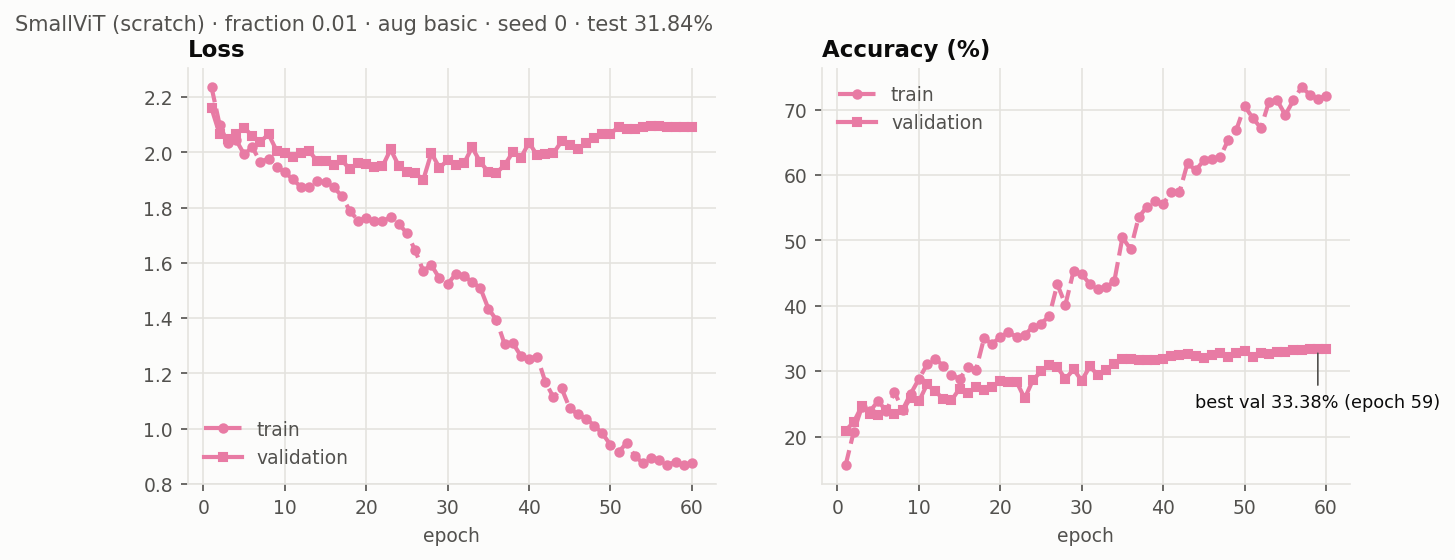 SmallViT (scratch) · fraction 0.01 · aug basic · seed 0 · test 31.84%
Loss
2.2
2.0
1.8
1.6
1.4
1.2
1.0
0.8
train
validation
0 10 20 30 40 50 60
epoch
Accuracy (%)
train
validation
70
60
50
40
30
20
best val 33.38% (epoch 59)
0 10 20 30 40 50 60
epoch